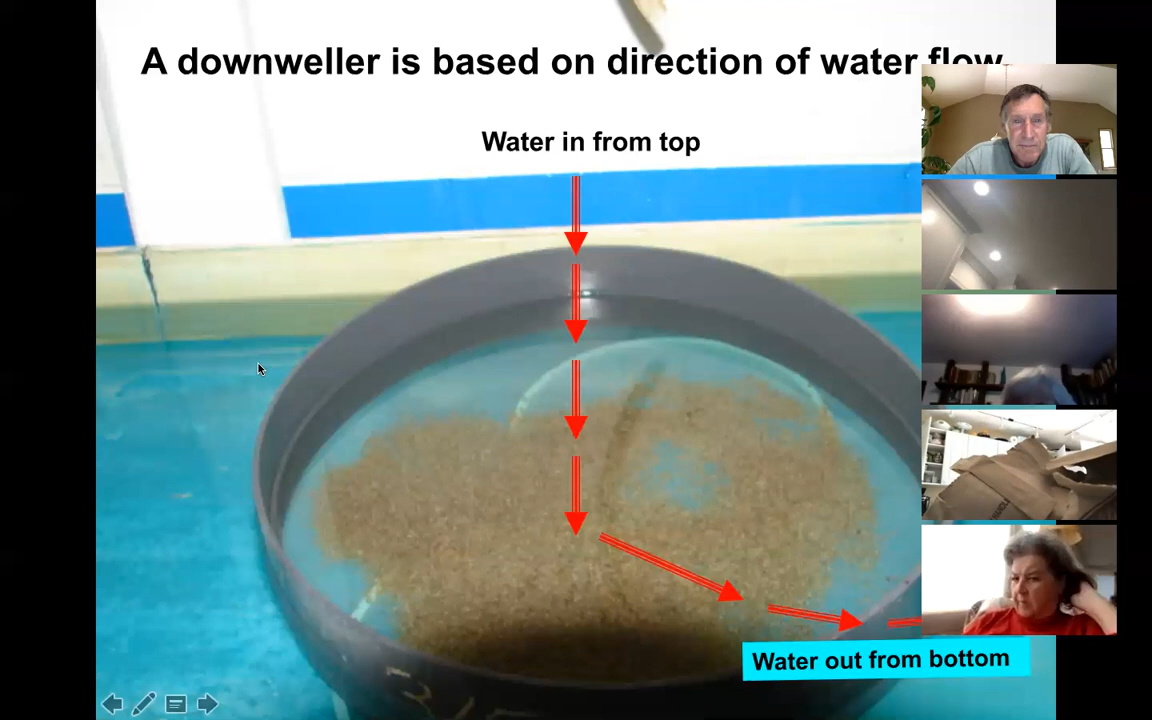 A downweller is based on direction of water flow
Water in from top
Water out from bottom